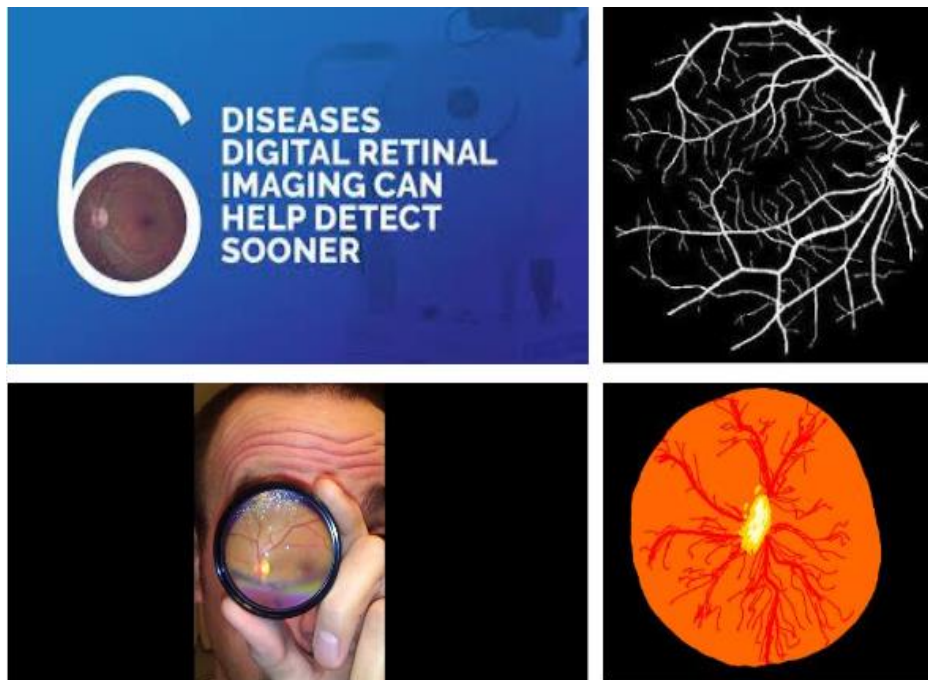 6
DISEASES
DIGITAL RETINAL
IMAGING CAN
HELP DETECT
SOONER